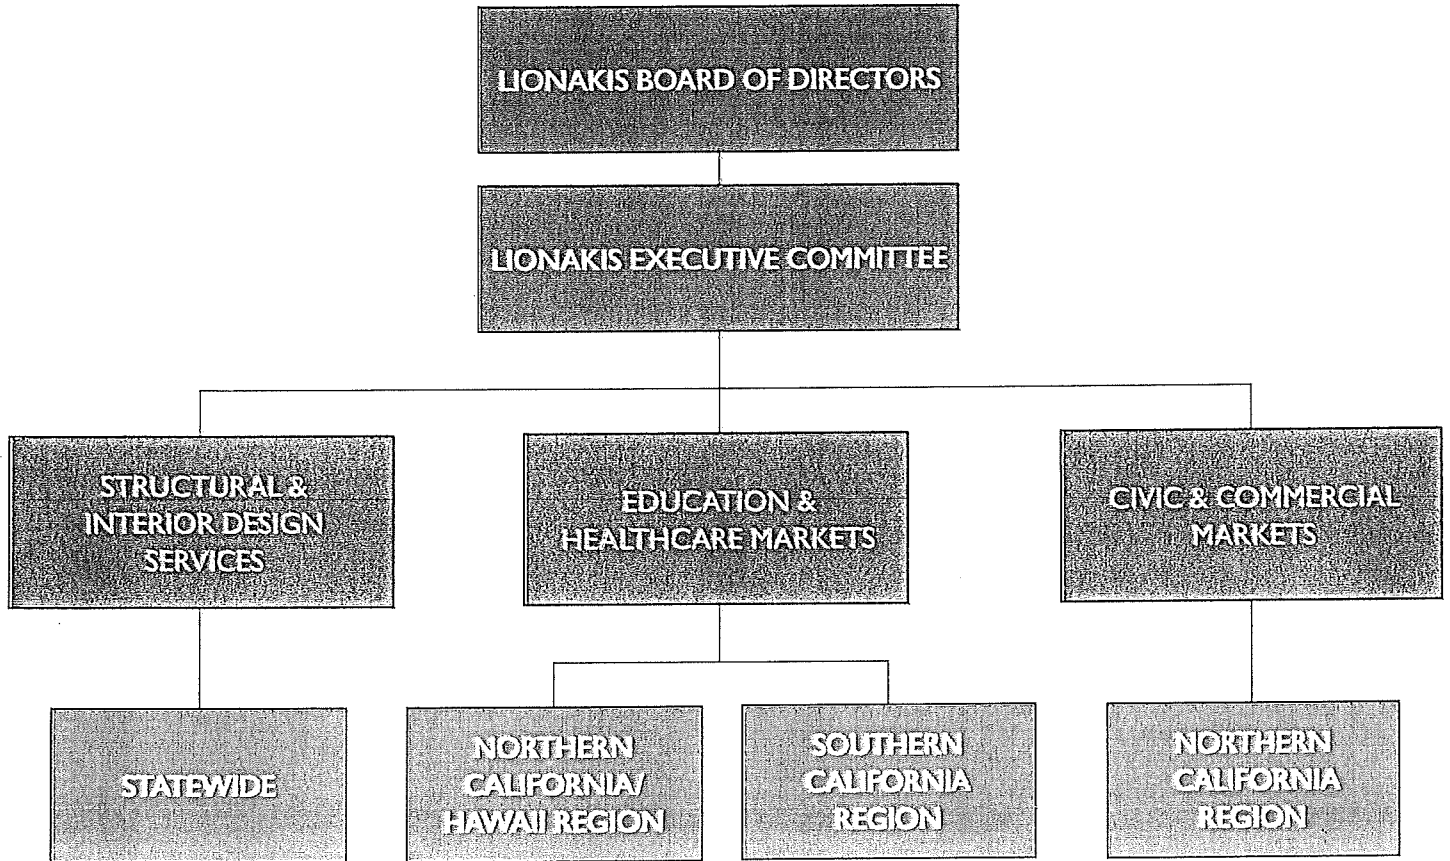 LIONAKIS BOARD OF DIRECTORS
LIONAKIS EXECUTIVE COMMITTEE
STRUCTURAL &
INTERIOR DESIGN
SERVICES
EDUCATION &
HEALTHCARE MARKETS
CIVIC & COMMERCIAL
MARKETS
STATEWIDE
NORTHERN
CALIFORNIA/
HAWAII REGION
SOUTHERN
CALIFORNIA
REGION
NORTHERN
CALIFORNIA
REGION